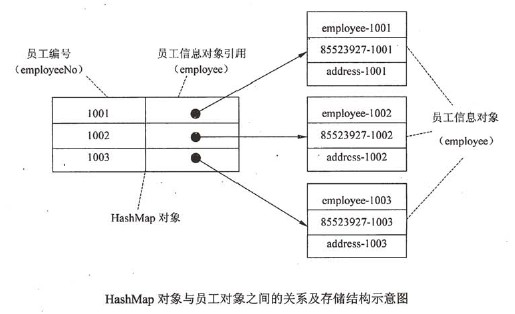 员工编号
(employeeNo)
员工信息对象引用
(employee)
1001
1002
1003
HashMap 对象
employee-1001
85523927-1001
address-1001
employee-1002
85523927-1002
address-1002
employee-1003
85523927-1003
address-1003
员工信息对象
(employee)
HashMap 对象与员工对象之间的关系及存储结构示意图